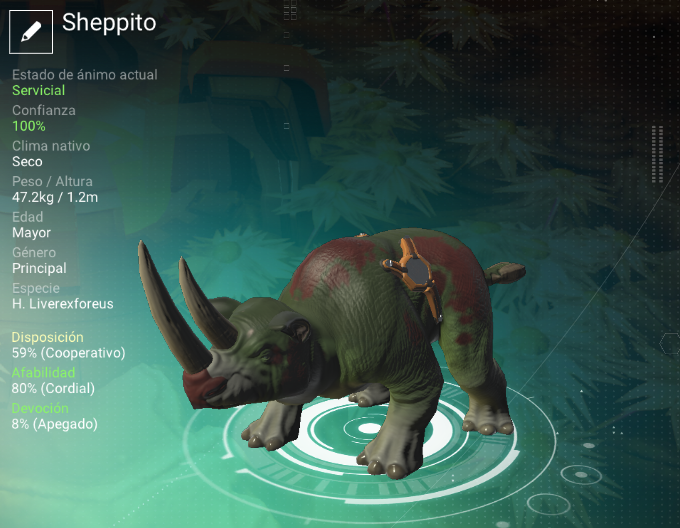 Sheppito
Estado de ánimo actual
Servicial
Confianza
100%
Clima nativo
Seco
Peso / Altura
47.2kg / 1.2m
Edad
Mayor
Género
Principal
Especie
H. Liverexforeus
Disposición
59% (Cooperativo)
Afabilidad
80% (Cordial)
Devoción
8% (Apegado)